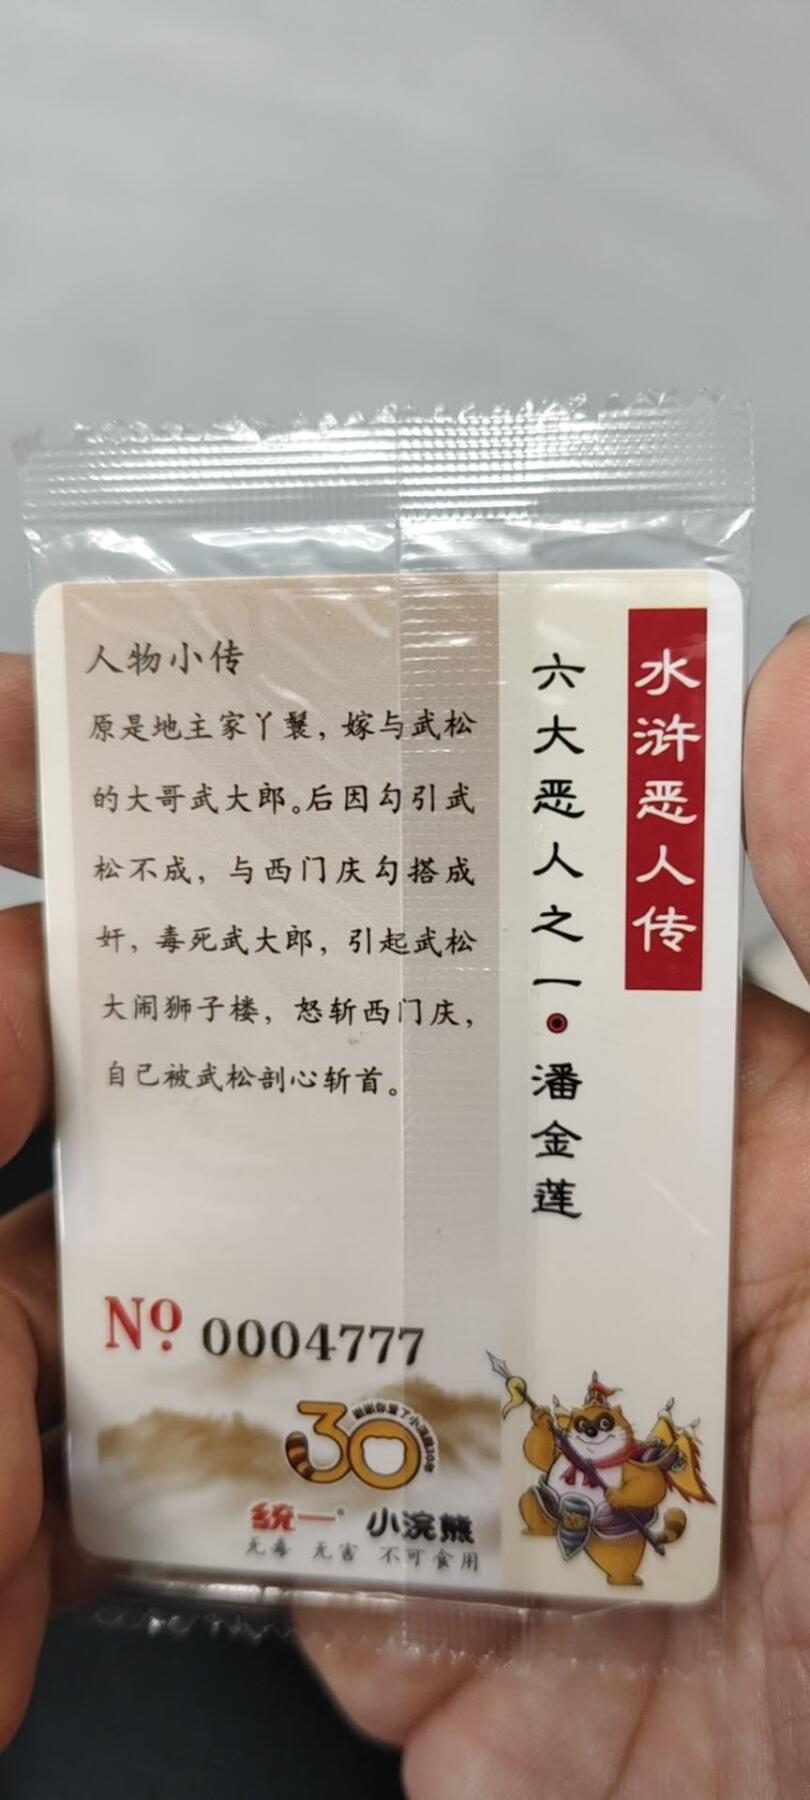 水浒恶人传
六大恶人之一
潘金莲
人物小传
原是地主家丫鬟，嫁与武松
的大哥武大郎。后因勾引武
松不成，与西门庆勾搭成
奸，毒死武大郎，引起武松
大闹狮子楼，怒斩西门庆，
自己被武松剖心斩首。
Nº 0004777
30
统一 小浣熊
无毒 无害 不可食用